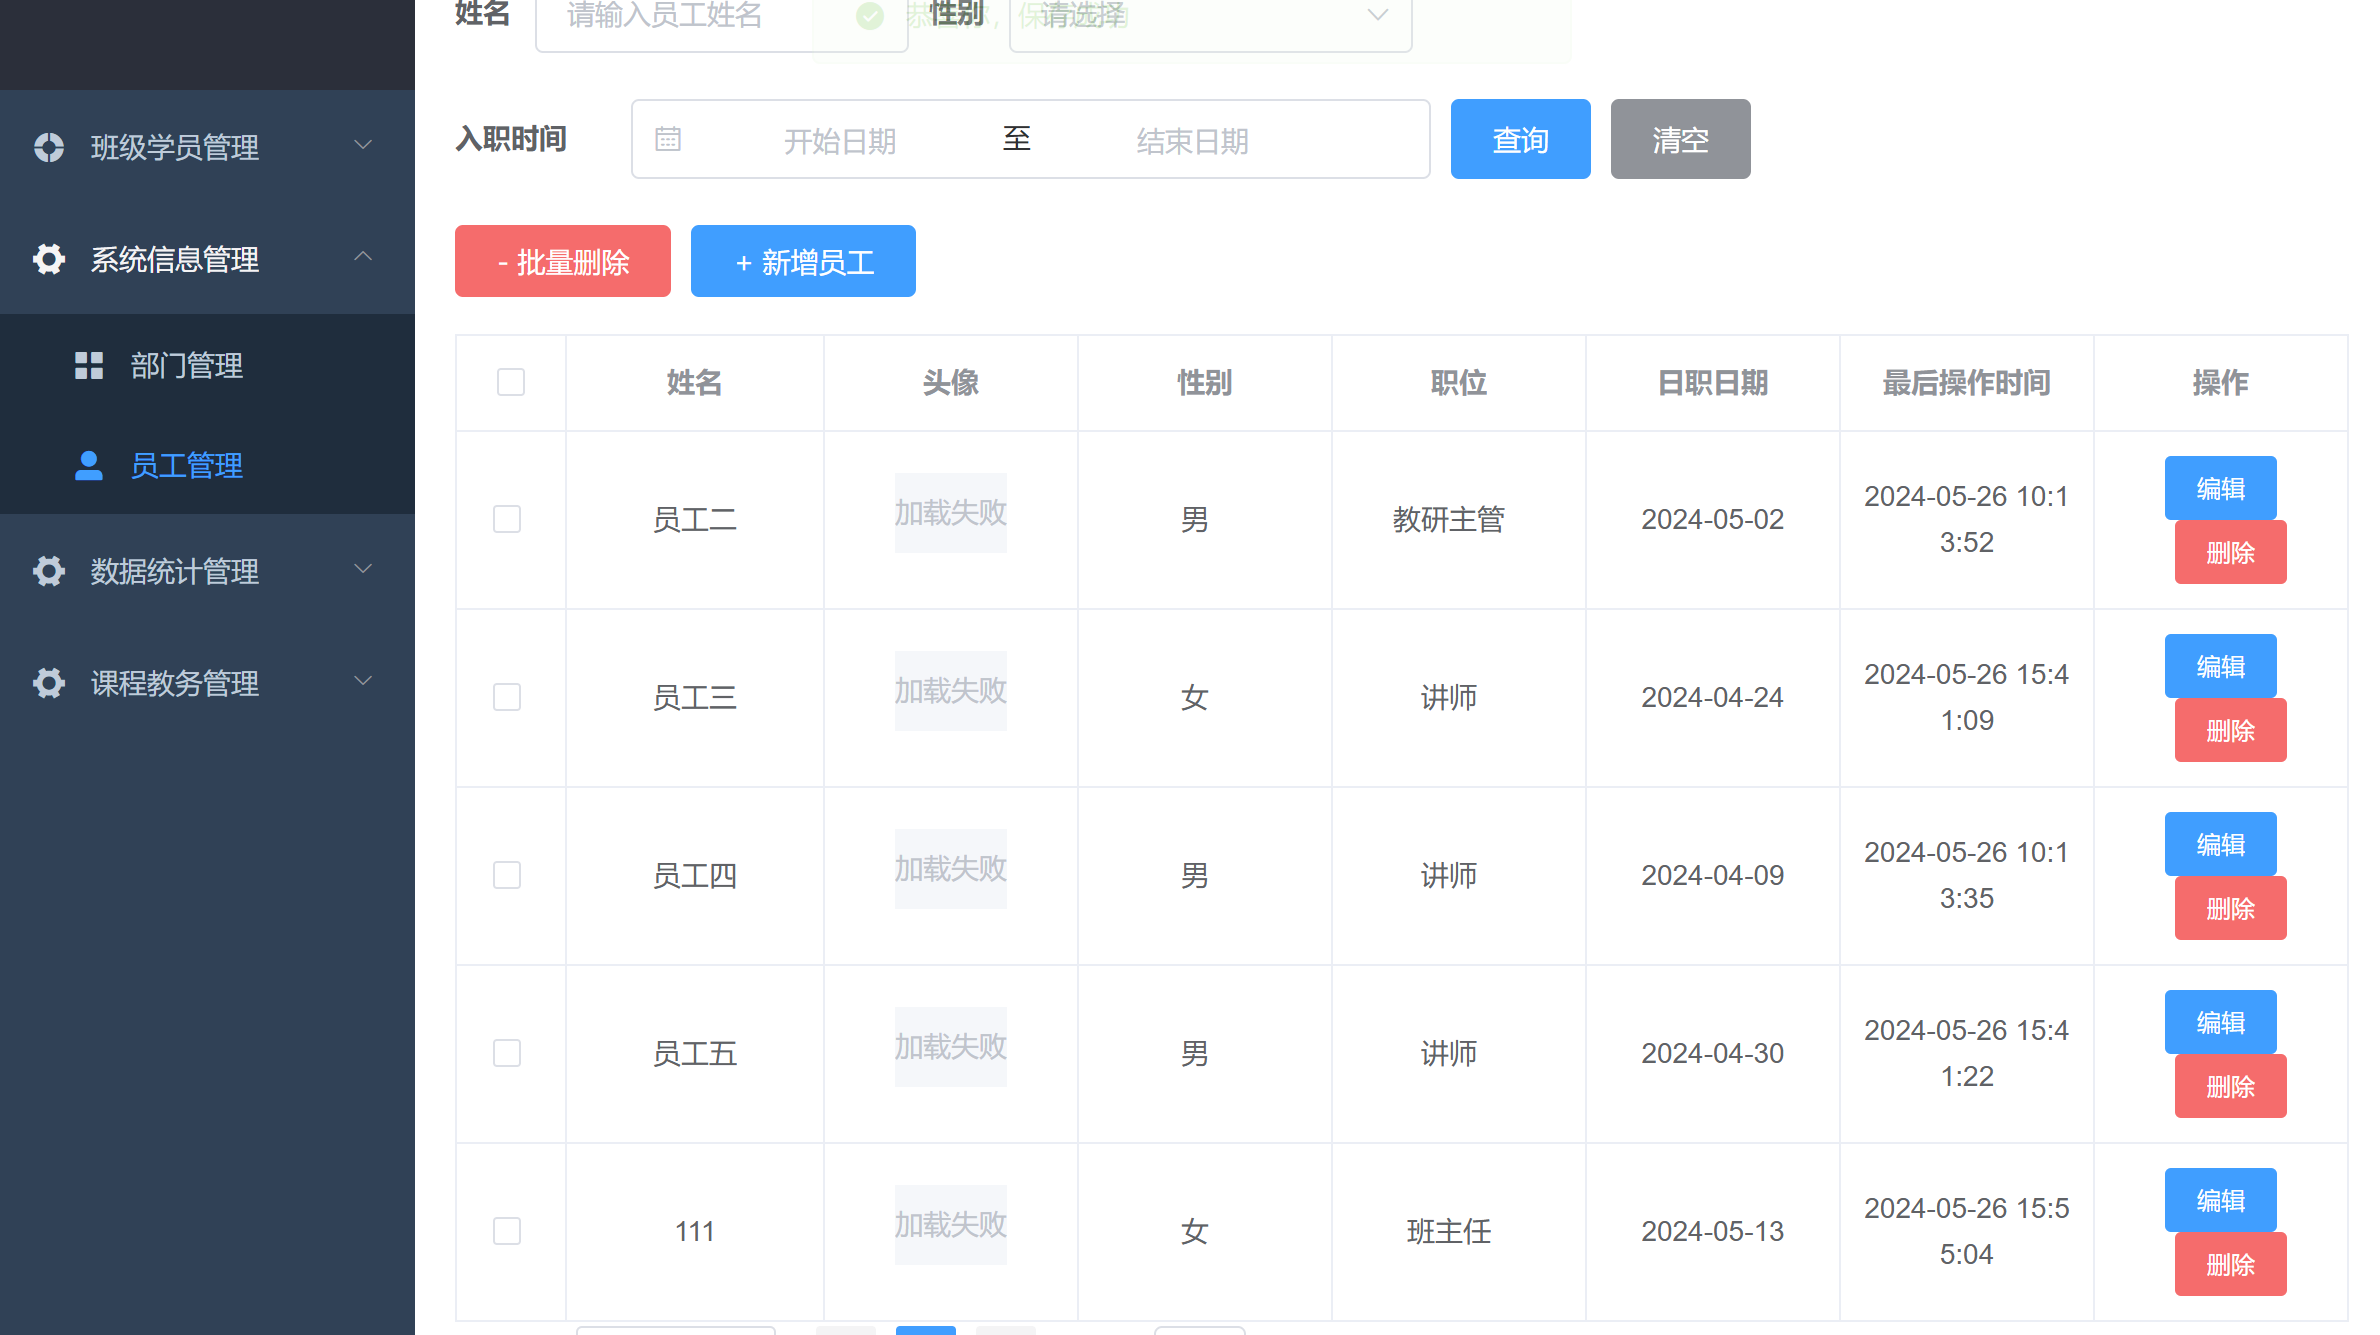 姓名
请输入员工姓名
性别
请选择
入职时间
开始日期
至
结束日期
查询
清空
- 批量删除
+ 新增员工
班级学员管理
系统信息管理
部门管理
员工管理
数据统计管理
课程教务管理
姓名 头像 性别 职位 日职日期 最后操作时间 操作
员工二 加载失败 男 教研主管 2024-05-02 2024-05-26 10:1
3:52
编辑
删除
员工三 加载失败 女 讲师 2024-04-24 2024-05-26 15:4
1:09
编辑
删除
员工四 加载失败 男 讲师 2024-04-09 2024-05-26 10:1
3:35
编辑
删除
员工五 加载失败 男 讲师 2024-04-30 2024-05-26 15:4
1:22
编辑
删除
111 加载失败 女 班主任 2024-05-13 2024-05-26 15:5
5:04
编辑
删除